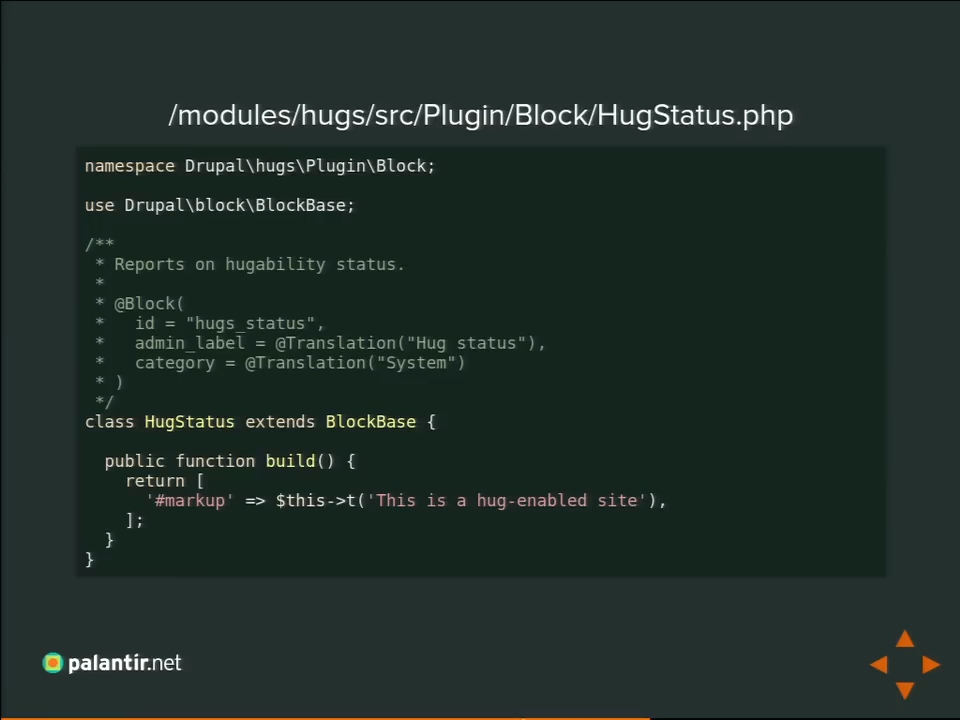 /modules/hugs/src/Plugin/Block/HugStatus.php
namespace Drupal\hugs\Plugin\Block;
use Drupal\block\BlockBase;
/**
 * Reports on hugability status.
 *
 * @Block(
 *   id = "hugs_status",
 *   admin_label = @Translation("Hug status"),
 *   category = @Translation("System")
 * )
 */
class HugStatus extends BlockBase {
  public function build() {
    return [
      '#markup' => $this->t('This is a hug-enabled site'),
    ];
  }
}
palantir.net